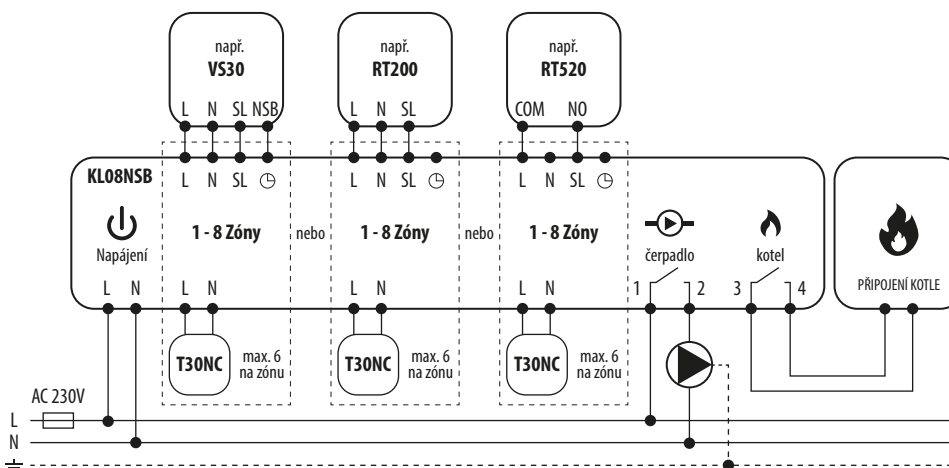 např. např. např.
VS30 RT200 RT520
L N SL NSB L N SL COM NO
KL08NSB L N SL L N SL L N SL
Napájení 1 - 8 Zóny nebo 1 - 8 Zóny nebo 1 - 8 Zóny čerpadlo kotel
PŘIPOJENÍ KOTLE
L N L N L N L N 1 2 3 4
T30NC max. 6 T30NC max. 6 T30NC max. 6
na zónu na zónu na zónu
AC 230V
L
N